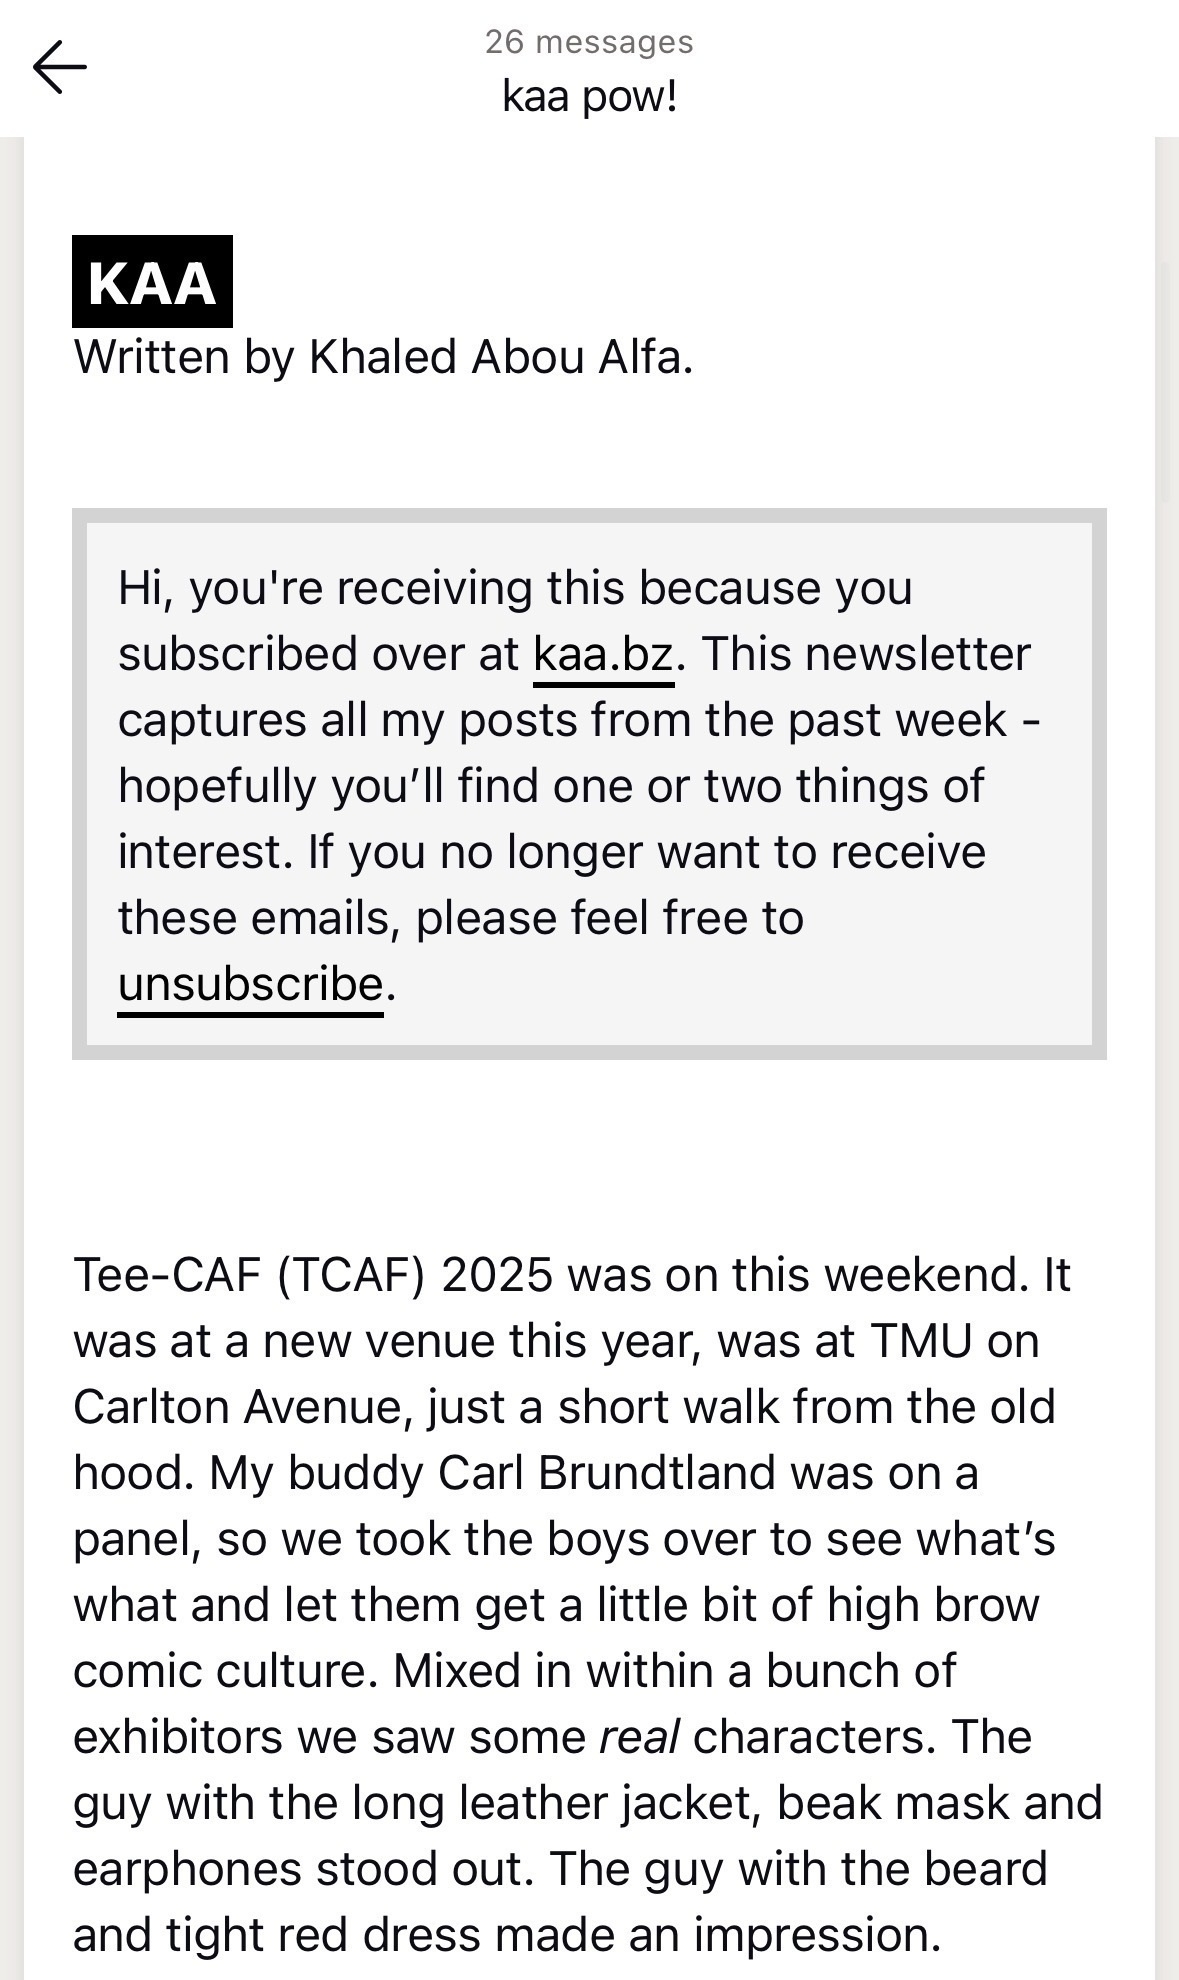 26 messages
kaa pow!
KAA
Written by Khaled Abou Alfa.
Hi, you're receiving this because you
subscribed over at kaa.bz. This newsletter
captures all my posts from the past week -
hopefully you’ll find one or two things of
interest. If you no longer want to receive
these emails, please feel free to
unsubscribe.
Tee-CAF (TCAF) 2025 was on this weekend. It
was at a new venue this year, was at TMU on
Carlton Avenue, just a short walk from the old
hood. My buddy Carl Brundtland was on a
panel, so we took the boys over to see what’s
what and let them get a little bit of high brow
comic culture. Mixed in within a bunch of
exhibitors we saw some real characters. The
guy with the long leather jacket, beak mask and
earphones stood out. The guy with the beard
and tight red dress made an impression.